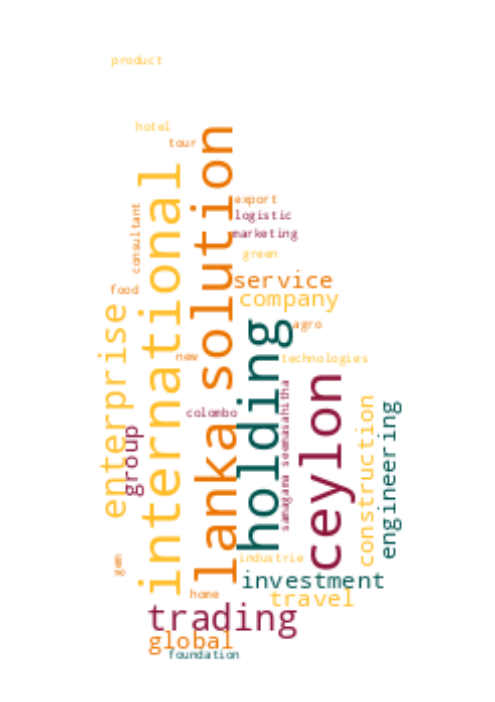 product
hotel
tour
international
lanka
solution
export
logistic
marketing
consultant
green
service
food
company
enterprise
holding
agro
new
technologies
ceylon
samagama seemasahitha
construction
engineering
colombo
group
gem
industrie
investment
home
travel
trading
global
foundation